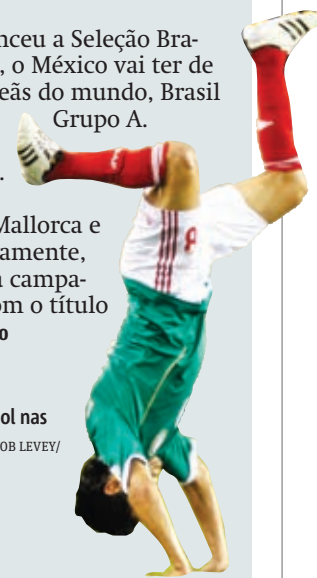 nceu a Seleção Bra-
, o México vai ter de
eãs do mundo, Brasil
Grupo A.
.
Mallorca e
amente,
a campa-
om o título
o
ol nas
OB LEVEY/
8